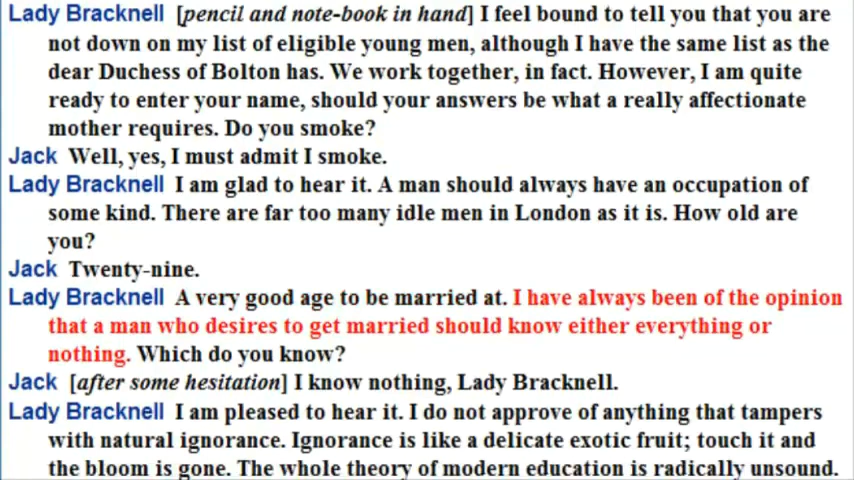 Lady Bracknell [pencil and note-book in hand] I feel bound to tell you that you are
not down on my list of eligible young men, although I have the same list as the
dear Duchess of Bolton has. We work together, in fact. However, I am quite
ready to enter your name, should your answers be what a really affectionate
mother requires. Do you smoke?
Jack Well, yes, I must admit I smoke.
Lady Bracknell I am glad to hear it. A man should always have an occupation of
some kind. There are far too many idle men in London as it is. How old are
you?
Jack Twenty-nine.
Lady Bracknell A very good age to be married at. I have always been of the opinion
that a man who desires to get married should know either everything or
nothing. Which do you know?
Jack [after some hesitation] I know nothing, Lady Bracknell.
Lady Bracknell I am pleased to hear it. I do not approve of anything that tampers
with natural ignorance. Ignorance is like a delicate exotic fruit; touch it and
the bloom is gone. The whole theory of modern education is radically unsound.